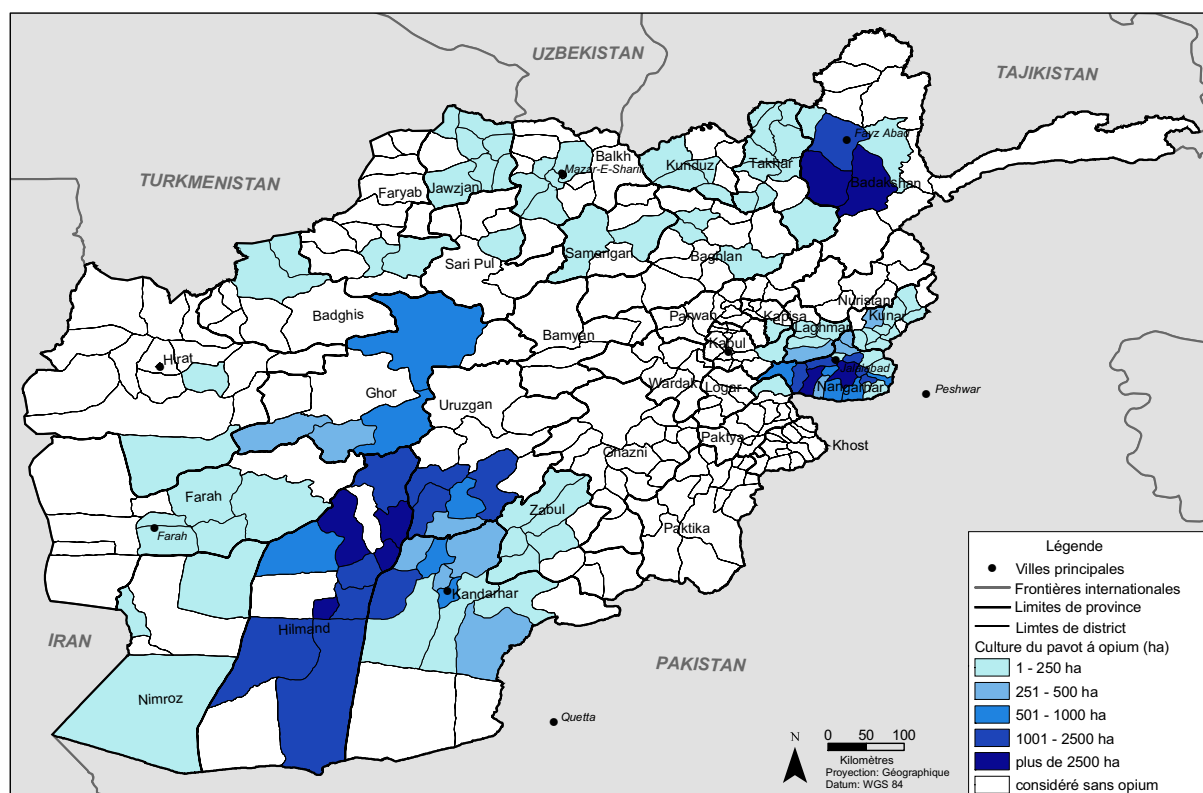 UZBEKISTAN
TAJIKISTAN
TURKMENISTAN
Fayz Abad
Balkh
Mazar-E-Sharif
Kunduz
Takhar
Badakshan
Faryab
Jawzjan
Samangan
Baghlan
Sari Pul
Badghis
Nuristan
Kunar
Parwan
Kapisa
Laghman
Bamyan
Kabul
Hirat
Jalalabad
Nangarhar
Peshwar
Ghor
Wardak
Logar
Uruzgan
Paktya
Khost
Ghazni
Farah
Zabul
Paktika
Farah
Kandarhar
Hilmand
IRAN
PAKISTAN
Nimroz
Quetta
N
0 50 100
Kilomètres
Proyection: Géographique
Datum: WGS 84
Légende
Villes principales
Frontières internationales
Limites de province
Limtes de district
Culture du pavot á opium (ha)
1 - 250 ha
251 - 500 ha
501 - 1000 ha
1001 - 2500 ha
plus de 2500 ha
considéré sans opium